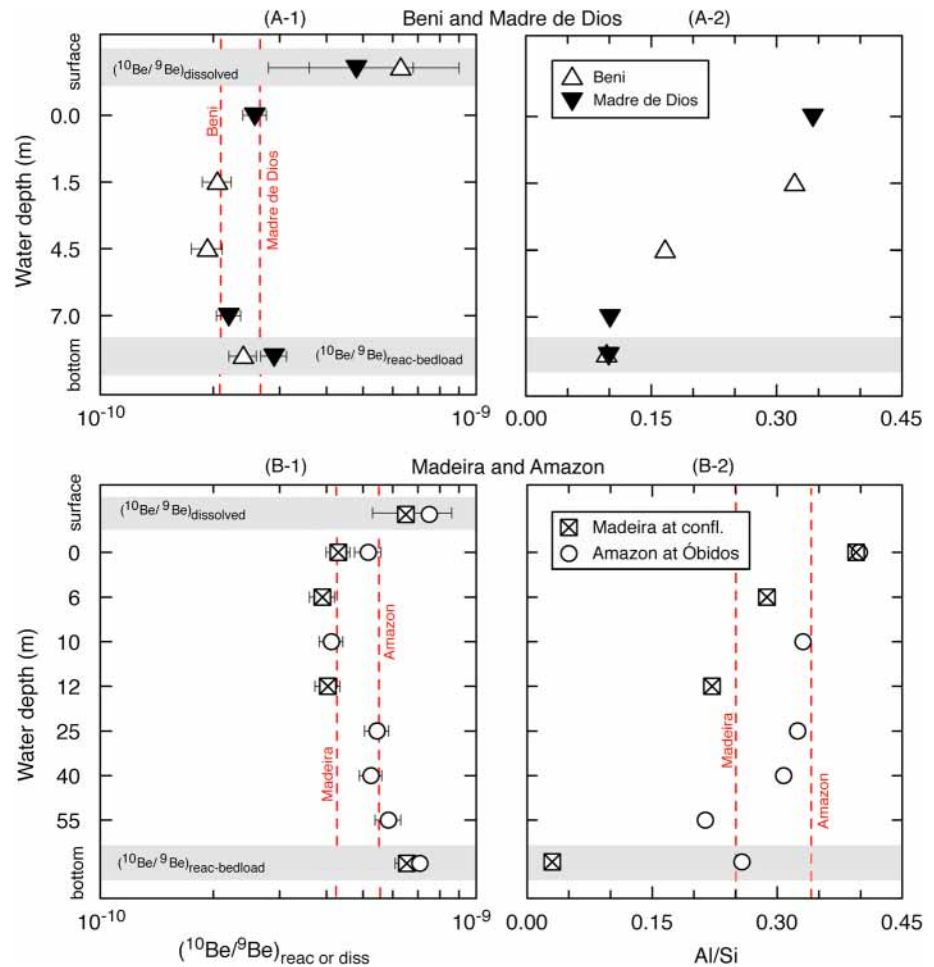 (A-1) Beni and Madre de Dios (A-2)
surface
(10Be/9Be)dissolved
Beni
Madre de Dios
Beni
Madre de Dios
0.0
1.5
4.5
7.0
Water depth (m)
bottom
(10Be/9Be)reac-bedload
10-10
10-9
0.00
0.15
0.30
0.45
(B-1) Madeira and Amazon (B-2)
surface
(10Be/9Be)dissolved
Madeira at confl.
Amazon at Óbidos
0
6
10
12
25
40
55
Water depth (m)
Amazon
Madeira
Madeira
Amazon
bottom
(10Be/9Be)reac-bedload
10-10
10-9
0.00
0.15
0.30
0.45
(10Be/9Be)reac or diss
Al/Si